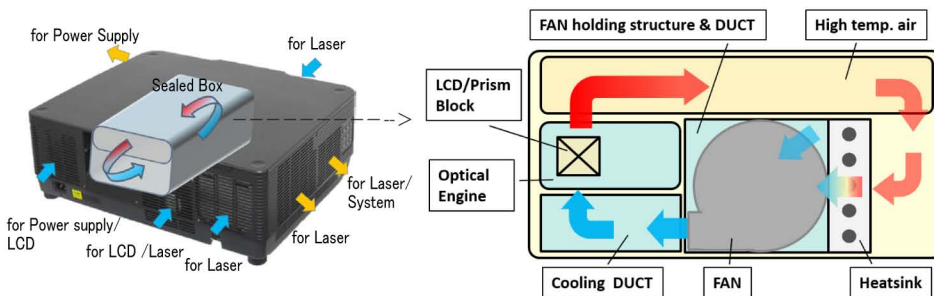 for Power Supply
for Laser
Sealed Box
for Laser/
System
for Power supply/
LCD
for LCD /Laser
for Laser
for Laser
FAN holding structure & DUCT
High temp. air
LCD/Prism
Block
Optical
Engine
Cooling DUCT
FAN
Heatsink